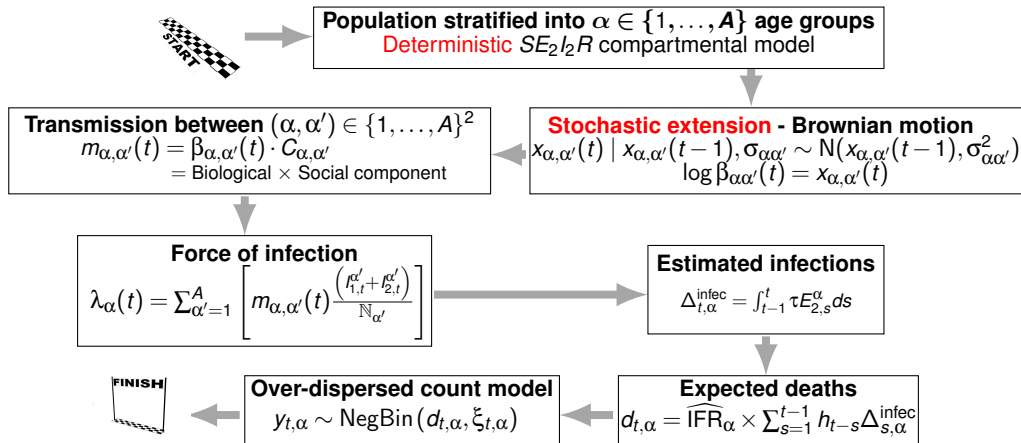 START
Population stratified into α ∈ {1, . . . , A} age groups
Deterministic SE₂I₂R compartmental model
Transmission between (α, α′) ∈ {1, . . . , A}²
m_{α,α′}(t) = β_{α,α′}(t) · C_{α,α′}
= Biological × Social component
Stochastic extension - Brownian motion
x_{α,α′}(t) | x_{α,α′}(t−1), σ_{αα′} ∼ N(x_{α,α′}(t−1), σ²_{αα′})
log β_{αα′}(t) = x_{α,α′}(t)
Force of infection
λ_α(t) = ∑^A_{α′=1} [ m_{α,α′}(t) (I^{α′}_{1,t} + I^{α′}_{2,t}) / ℕ_{α′} ]
Estimated infections
Δ^{infec}_{t,α} = ∫^t_{t−1} τE^α_{2,s} ds
Expected deaths
d_{t,α} = \widehat{IFR}_α × ∑^{t−1}_{s=1} h_{t−s} Δ^{infec}_{s,α}
Over-dispersed count model
y_{t,α} ∼ NegBin (d_{t,α}, ξ_{t,α})
FINISH